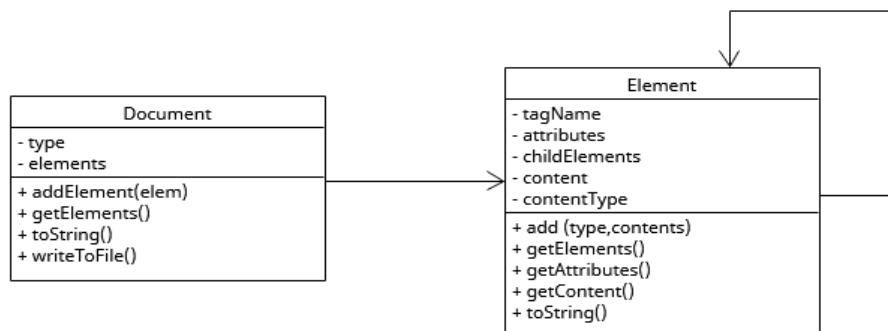 Document
- type
- elements
+ addElement(elem)
+ getElements()
+ toString()
+ writeToFile()
Element
- tagName
- attributes
- childElements
- content
- contentType
+ add (type,contents)
+ getElements()
+ getAttributes()
+ getContent()
+ toString()